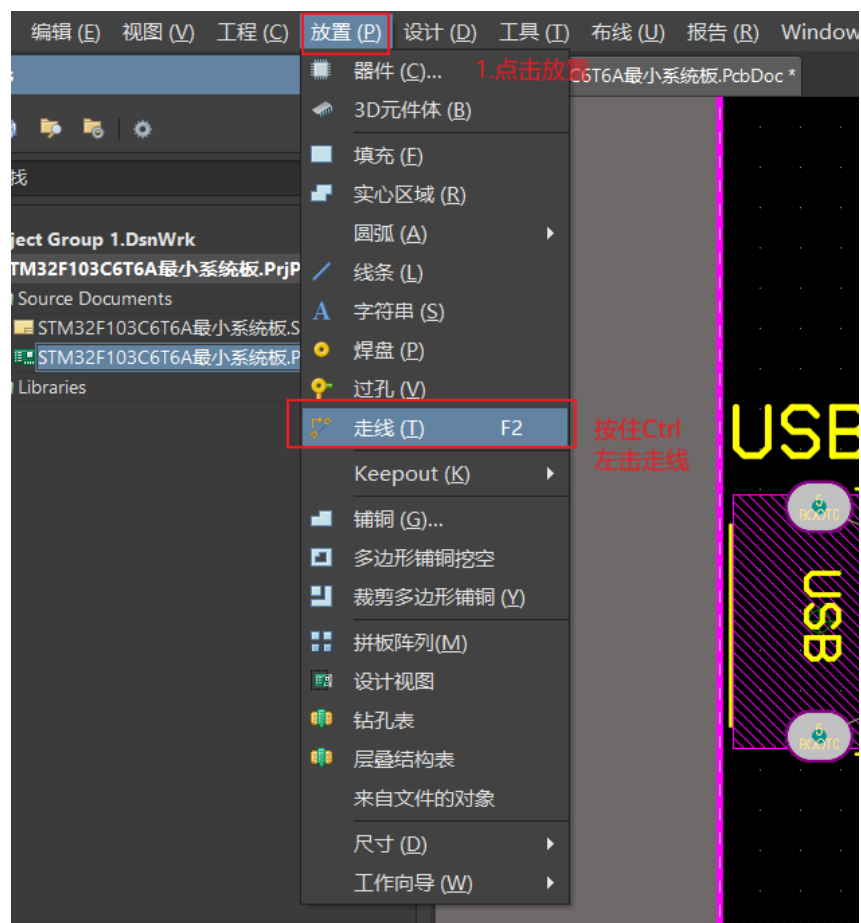 编辑 (E) 视图 (V) 工程 (C) 放置 (P) 设计 (D) 工具 (T) 布线 (U) 报告 (R) Window
器件 (C)...
1.点击放置
C6T6A最小系统板.PcbDoc *
3D元件体 (B)
填充 (F)
找
实心区域 (R)
圆弧 (A)
ject Group 1.DsnWrk
TM32F103C6T6A最小系统板.PrjP
线条 (L)
Source Documents
字符串 (S)
STM32F103C6T6A最小系统板.S
焊盘 (P)
STM32F103C6T6A最小系统板.P
Libraries
过孔 (V)
走线 (T) F2
按住Ctrl
左击走线
USB
Keepout (K)
铺铜 (G)...
多边形铺铜挖空
裁剪多边形铺铜 (Y)
USB
拼板阵列(M)
设计视图
钻孔表
层叠结构表
来自文件的对象
尺寸 (D)
工作向导 (W)